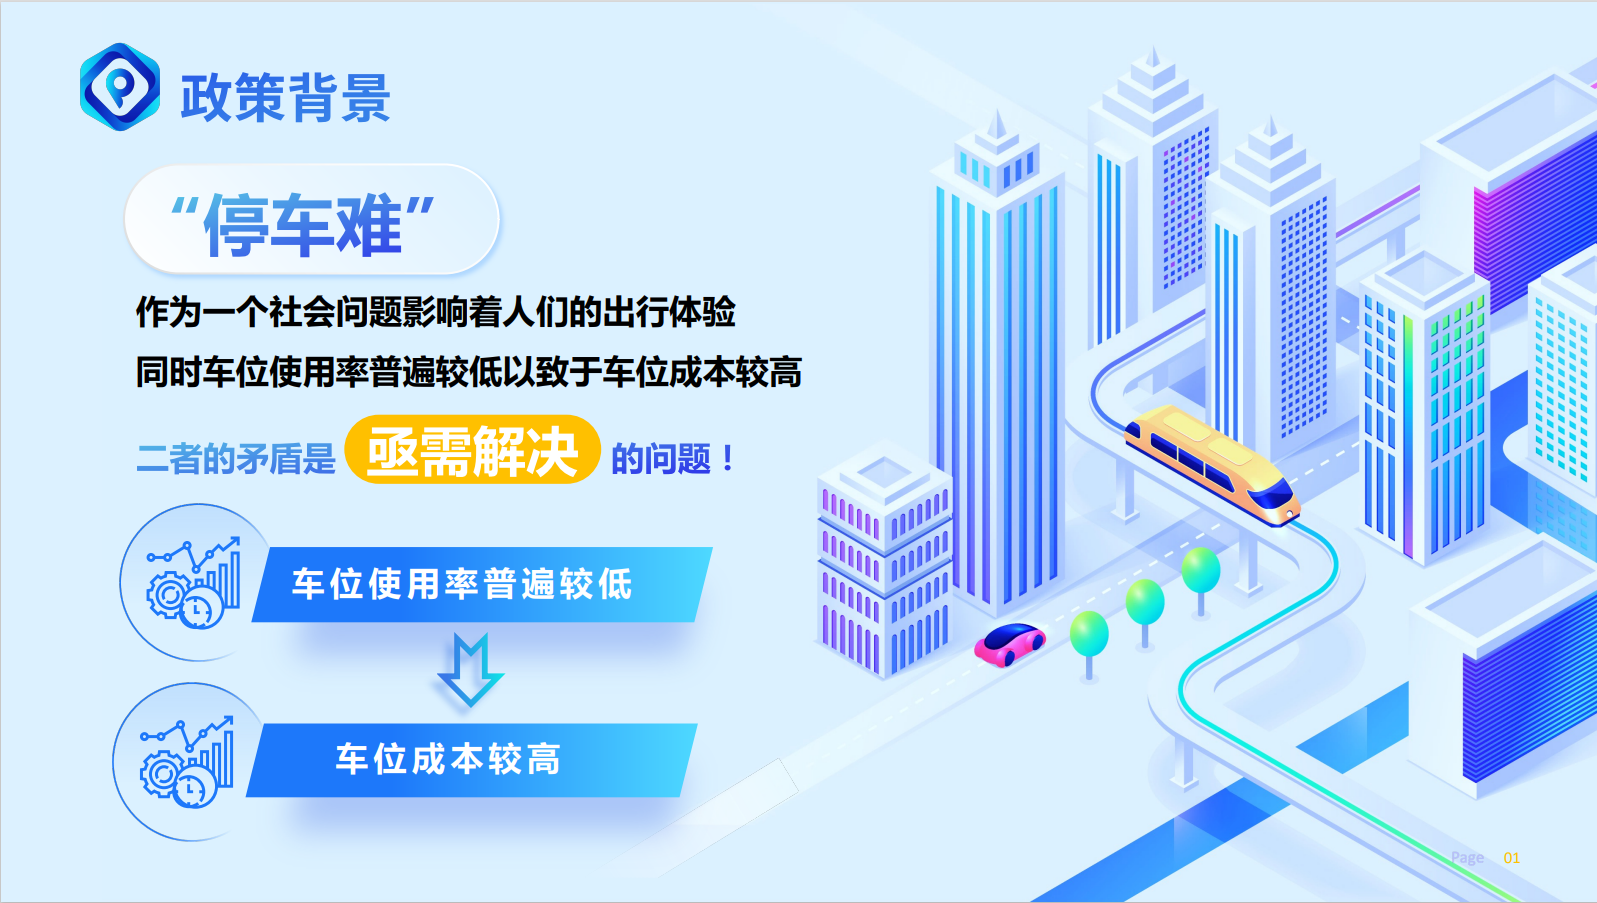 政策背景
“停车难”
作为一个社会问题影响着人们的出行体验
同时车位使用率普遍较低以致于车位成本较高
二者的矛盾是 亟需解决 的问题！
车位使用率普遍较低
车位成本较高
Page 01